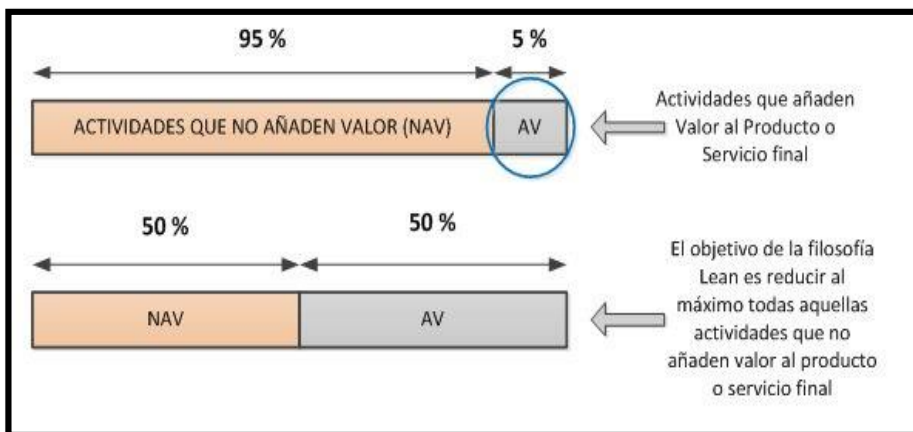 95 %
5 %
ACTIVIDADES QUE NO AÑADEN VALOR (NAV)
AV
Actividades que añaden
Valor al Producto o
Servicio final
50 %
50 %
NAV
AV
El objetivo de la filosofía
Lean es reducir al
máximo todas aquellas
actividades que no
añaden valor al producto
o servicio final